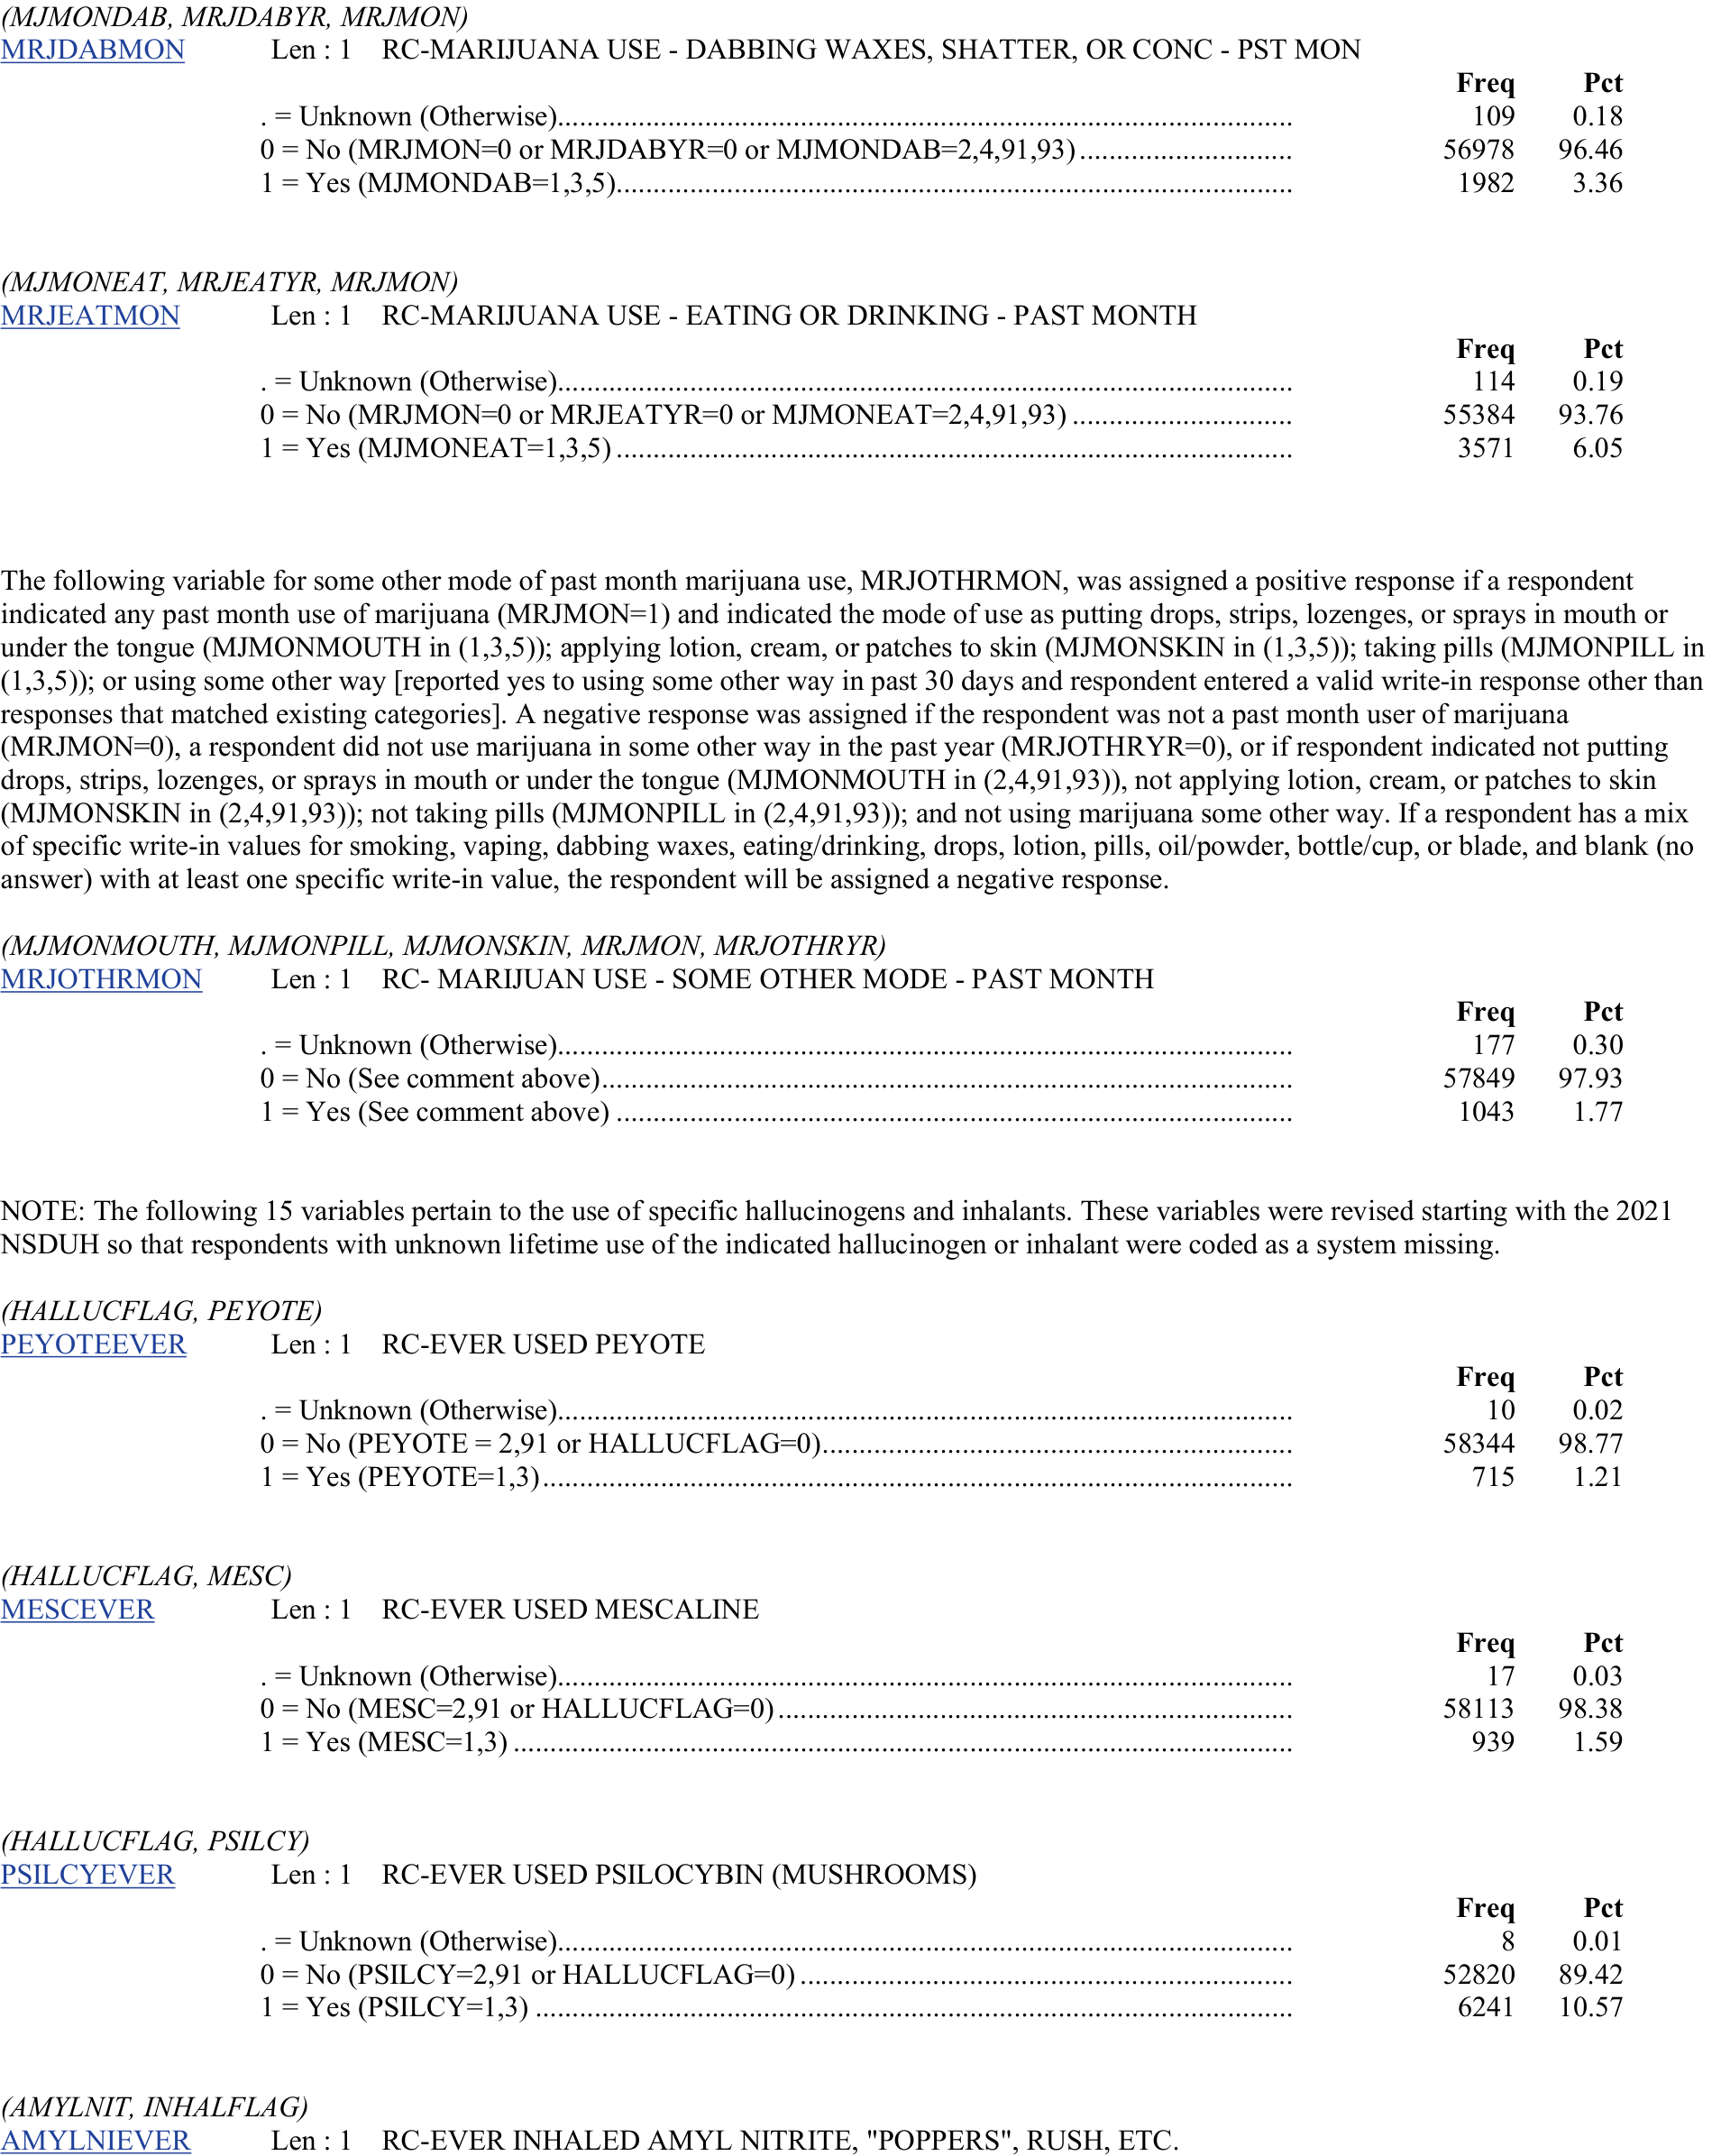 (MJMONDAB, MRJDABYR, MRJMON)
MRJDABMON Len : 1 RC-MARIJUANA USE - DABBING WAXES, SHATTER, OR CONC - PST MON
Freq Pct
. = Unknown (Otherwise)................................................................................................... 109 0.18
0 = No (MRJMON=0 or MRJDABYR=0 or MJMONDAB=2,4,91,93)............................. 56978 96.46
1 = Yes (MJMONDAB=1,3,5)........................................................................................... 1982 3.36
(MJMONEAT, MRJEATYR, MRJMON)
MRJEATMON Len : 1 RC-MARIJUANA USE - EATING OR DRINKING - PAST MONTH
Freq Pct
. = Unknown (Otherwise)................................................................................................... 114 0.19
0 = No (MRJMON=0 or MRJEATYR=0 or MJMONEAT=2,4,91,93).............................. 55384 93.76
1 = Yes (MJMONEAT=1,3,5)........................................................................................... 3571 6.05
The following variable for some other mode of past month marijuana use, MRJOTHRMON, was assigned a positive response if a respondent
indicated any past month use of marijuana (MRJMON=1) and indicated the mode of use as putting drops, strips, lozenges, or sprays in mouth or
under the tongue (MJMONMOUTH in (1,3,5)); applying lotion, cream, or patches to skin (MJMONSKIN in (1,3,5)); taking pills (MJMONPILL in
(1,3,5)); or using some other way [reported yes to using some other way in past 30 days and respondent entered a valid write-in response other than
responses that matched existing categories]. A negative response was assigned if the respondent was not a past month user of marijuana
(MRJMON=0), a respondent did not use marijuana in some other way in the past year (MRJOTHRYR=0), or if respondent indicated not putting
drops, strips, lozenges, or sprays in mouth or under the tongue (MJMONMOUTH in (2,4,91,93)), not applying lotion, cream, or patches to skin
(MJMONSKIN in (2,4,91,93)); not taking pills (MJMONPILL in (2,4,91,93)); and not using marijuana some other way. If a respondent has a mix
of specific write-in values for smoking, vaping, dabbing waxes, eating/drinking, drops, lotion, pills, oil/powder, bottle/cup, or blade, and blank (no
answer) with at least one specific write-in value, the respondent will be assigned a negative response.
(MJMONMOUTH, MJMONPILL, MJMONSKIN, MRJMON, MRJOTHRYR)
MRJOTHRMON Len : 1 RC- MARIJUAN USE - SOME OTHER MODE - PAST MONTH
Freq Pct
. = Unknown (Otherwise)................................................................................................... 177 0.30
0 = No (See comment above)............................................................................................. 57849 97.93
1 = Yes (See comment above)........................................................................................... 1043 1.77
NOTE: The following 15 variables pertain to the use of specific hallucinogens and inhalants. These variables were revised starting with the 2021
NSDUH so that respondents with unknown lifetime use of the indicated hallucinogen or inhalant were coded as a system missing.
(HALLUCFLAG, PEYOTE)
PEYOTEEVER Len : 1 RC-EVER USED PEYOTE
Freq Pct
. = Unknown (Otherwise)................................................................................................... 10 0.02
0 = No (PEYOTE = 2,91 or HALLUCFLAG=0)............................................................... 58344 98.77
1 = Yes (PEYOTE=1,3)..................................................................................................... 715 1.21
(HALLUCFLAG, MESC)
MESCEVER Len : 1 RC-EVER USED MESCALINE
Freq Pct
. = Unknown (Otherwise)................................................................................................... 17 0.03
0 = No (MESC=2,91 or HALLUCFLAG=0)..................................................................... 58113 98.38
1 = Yes (MESC=1,3)......................................................................................................... 939 1.59
(HALLUCFLAG, PSILCY)
PSILCYEVER Len : 1 RC-EVER USED PSILOCYBIN (MUSHROOMS)
Freq Pct
. = Unknown (Otherwise)................................................................................................... 8 0.01
0 = No (PSILCY=2,91 or HALLUCFLAG=0).................................................................. 52820 89.42
1 = Yes (PSILCY=1,3)...................................................................................................... 6241 10.57
(AMYLNIT, INHALFLAG)
AMYLNIEVER Len : 1 RC-EVER INHALED AMYL NITRITE, "POPPERS", RUSH, ETC.